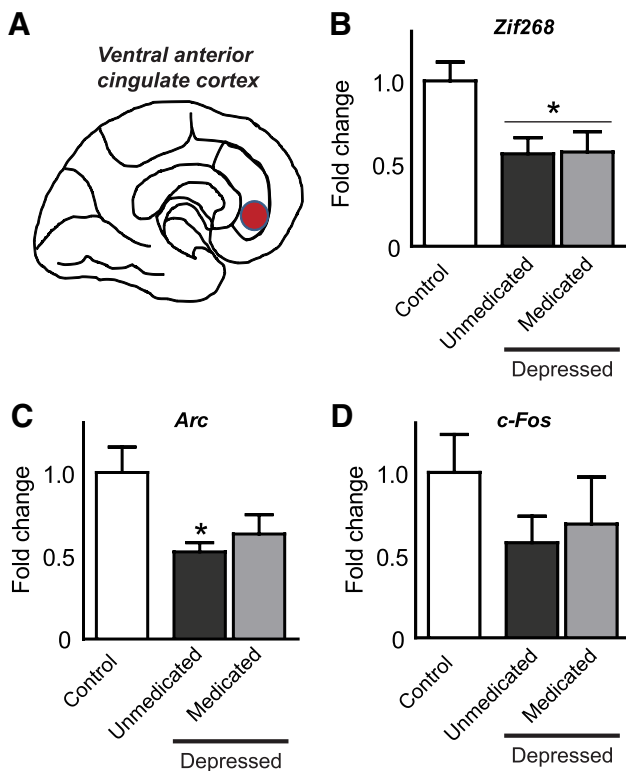 A
Ventral anterior
cingulate cortex
B
Zif268
Fold change
1.0
0.5
0
*
Control
Unmedicated
Medicated
Depressed
C
Arc
Fold change
1.0
0.5
0
*
Control
Unmedicated
Medicated
Depressed
D
c-Fos
Fold change
1.0
0.5
0
Control
Unmedicated
Medicated
Depressed